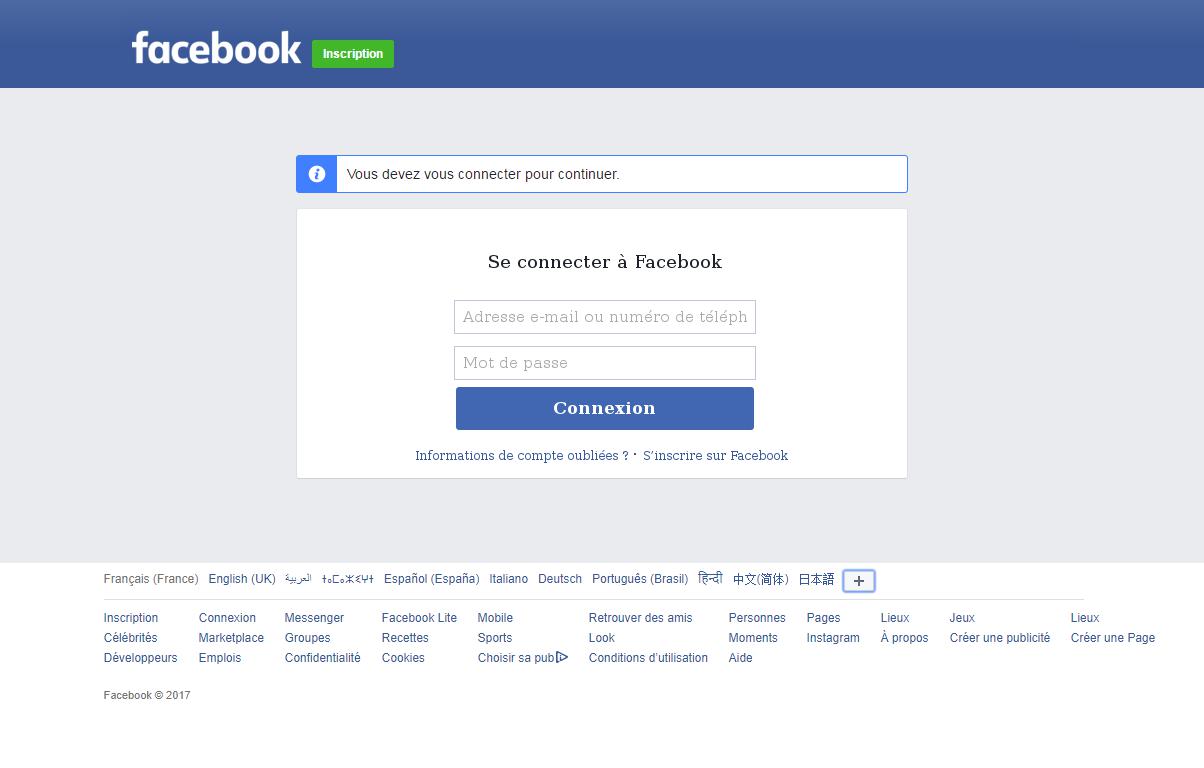 facebook Inscription
Vous devez vous connecter pour continuer.
Se connecter à Facebook
Adresse e-mail ou numéro de téléph
Mot de passe
Connexion
Informations de compte oubliées ? · S'inscrire sur Facebook
Français (France) English (UK) العربية ⵜⴰⵎⴰⵣⵉⵖⵜ Español (España) Italiano Deutsch Português (Brasil) हिन्दी 中文(简体) 日本語 +
Inscription Connexion Messenger Facebook Lite Mobile Retrouver des amis Personnes Pages Lieux Jeux Lieux
Célébrités Marketplace Groupes Recettes Sports Look Moments Instagram À propos Créer une publicité Créer une Page
Développeurs Emplois Confidentialité Cookies Choisir sa pub Conditions d'utilisation Aide
Facebook © 2017